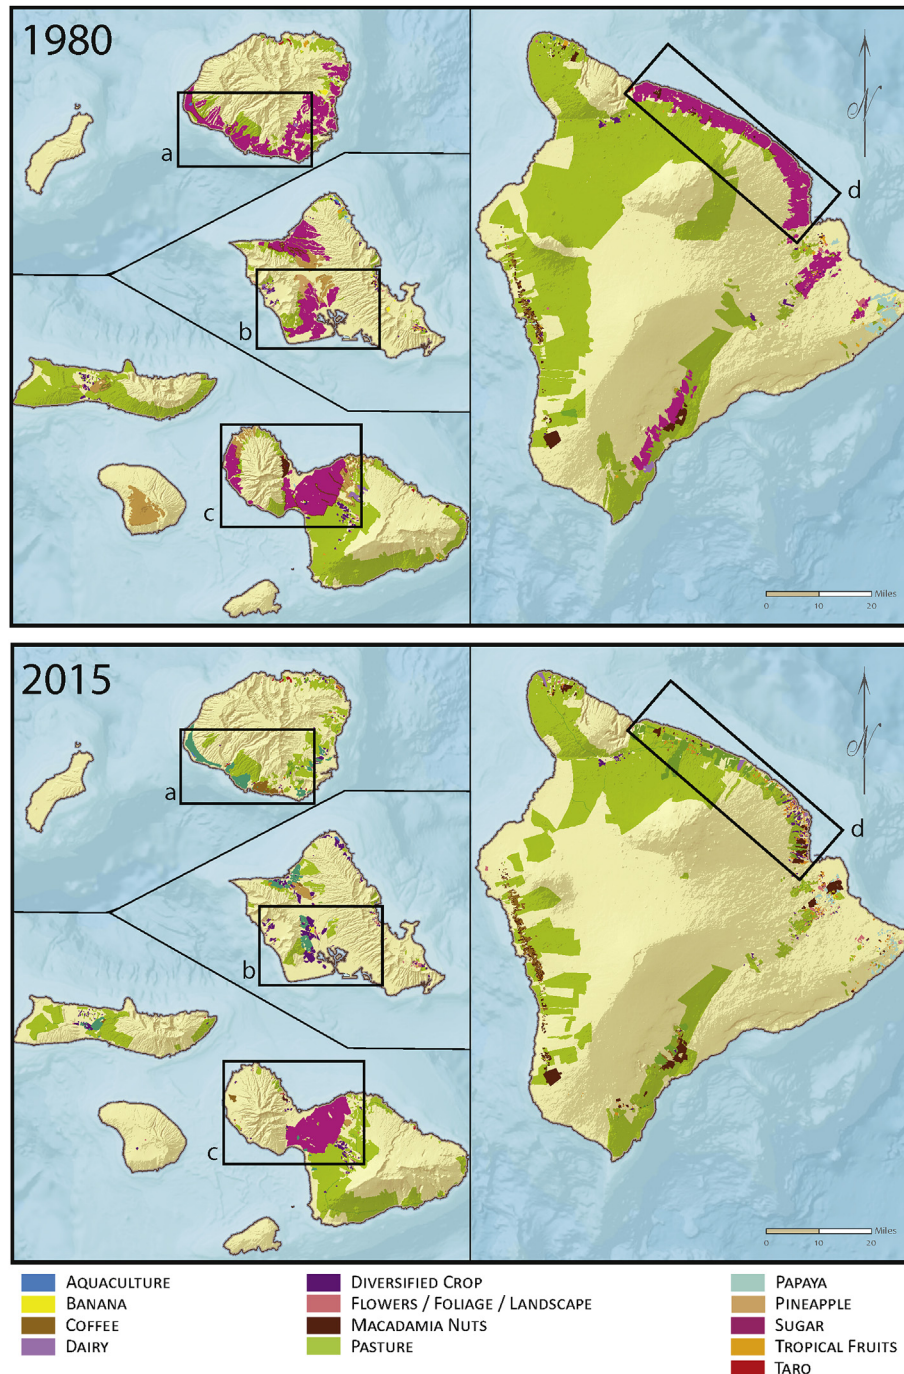 1980
a
b
c
d
N
0 10 20 Miles
2015
a
b
c
d
N
0 10 20 Miles
AQUACULTURE
BANANA
COFFEE
DAIRY
DIVERSIFIED CROP
FLOWERS / FOLIAGE / LANDSCAPE
MACADAMIA NUTS
PASTURE
PAPAYA
PINEAPPLE
SUGAR
TROPICAL FRUITS
TARO